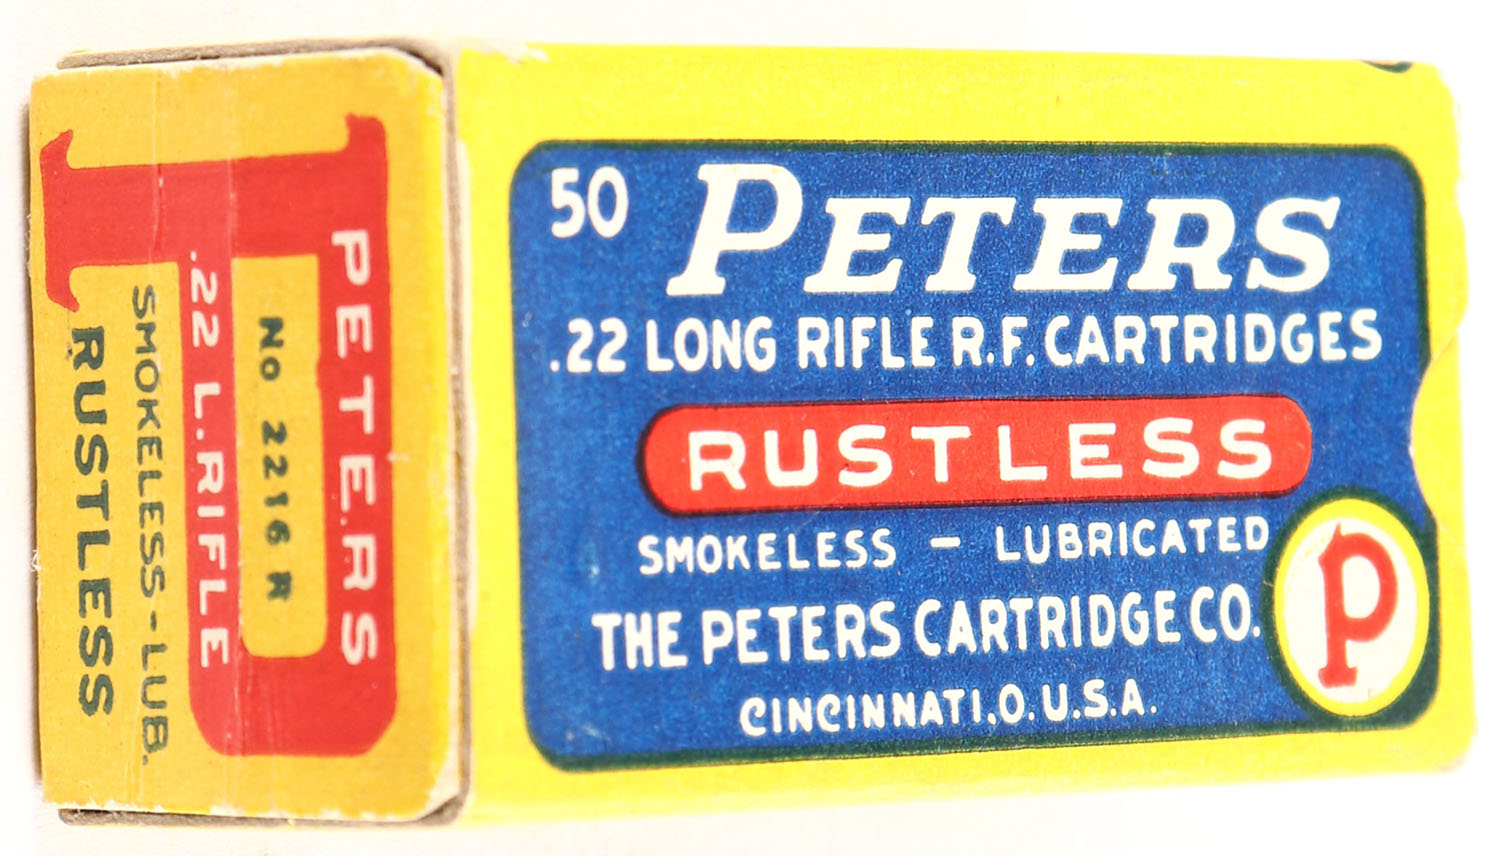 50 PETERS
.22 LONG RIFLE R.F. CARTRIDGES
RUSTLESS
SMOKELESS - LUBRICATED
THE PETERS CARTRIDGE CO.
CINCINNATI, O. U.S.A.
P
PETERS
No 2216 R
.22 L. RIFLE
SMOKELESS-LUB.
RUSTLESS
P